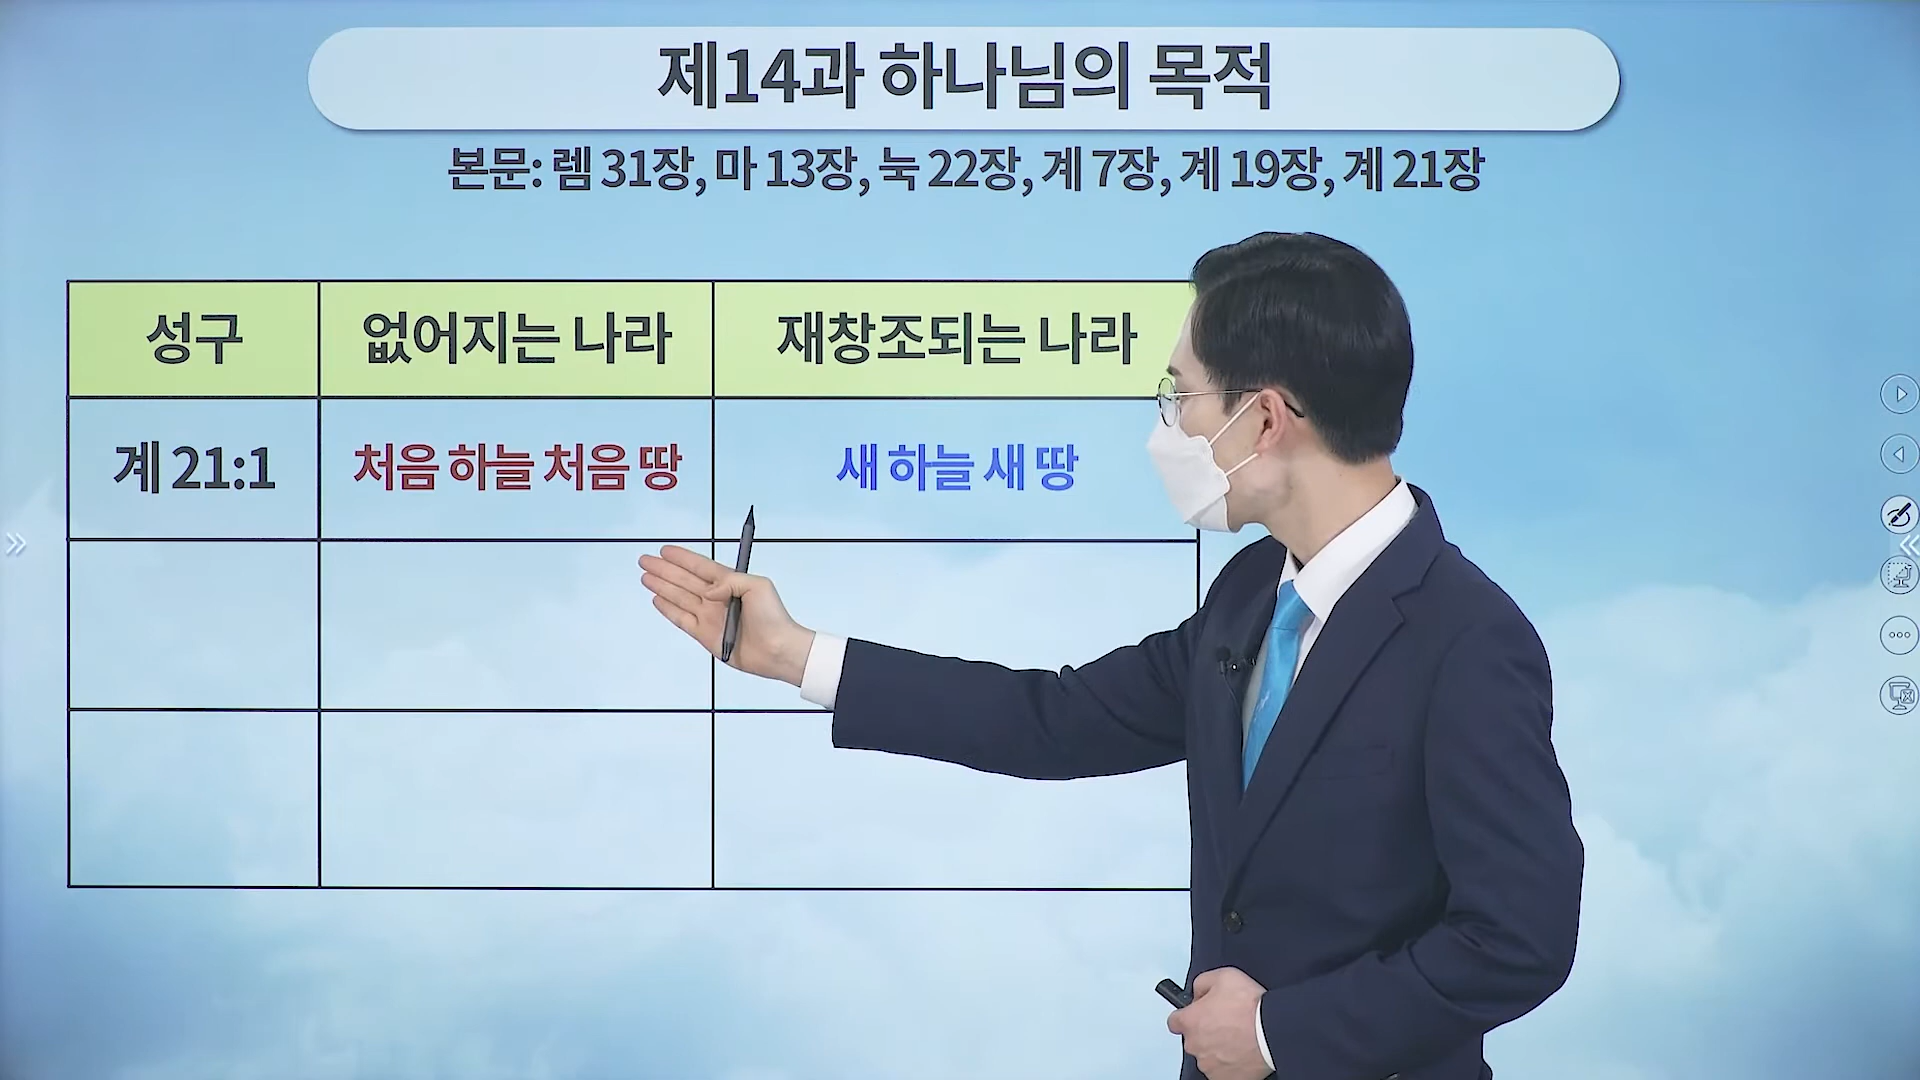 제14과 하나님의 목적
본문: 렘 31장, 마 13장, 눅 22장, 계 7장, 계 19장, 계 21장
성구 없어지는 나라 재창조되는 나라
계 21:1 처음 하늘 처음 땅 새 하늘 새 땅